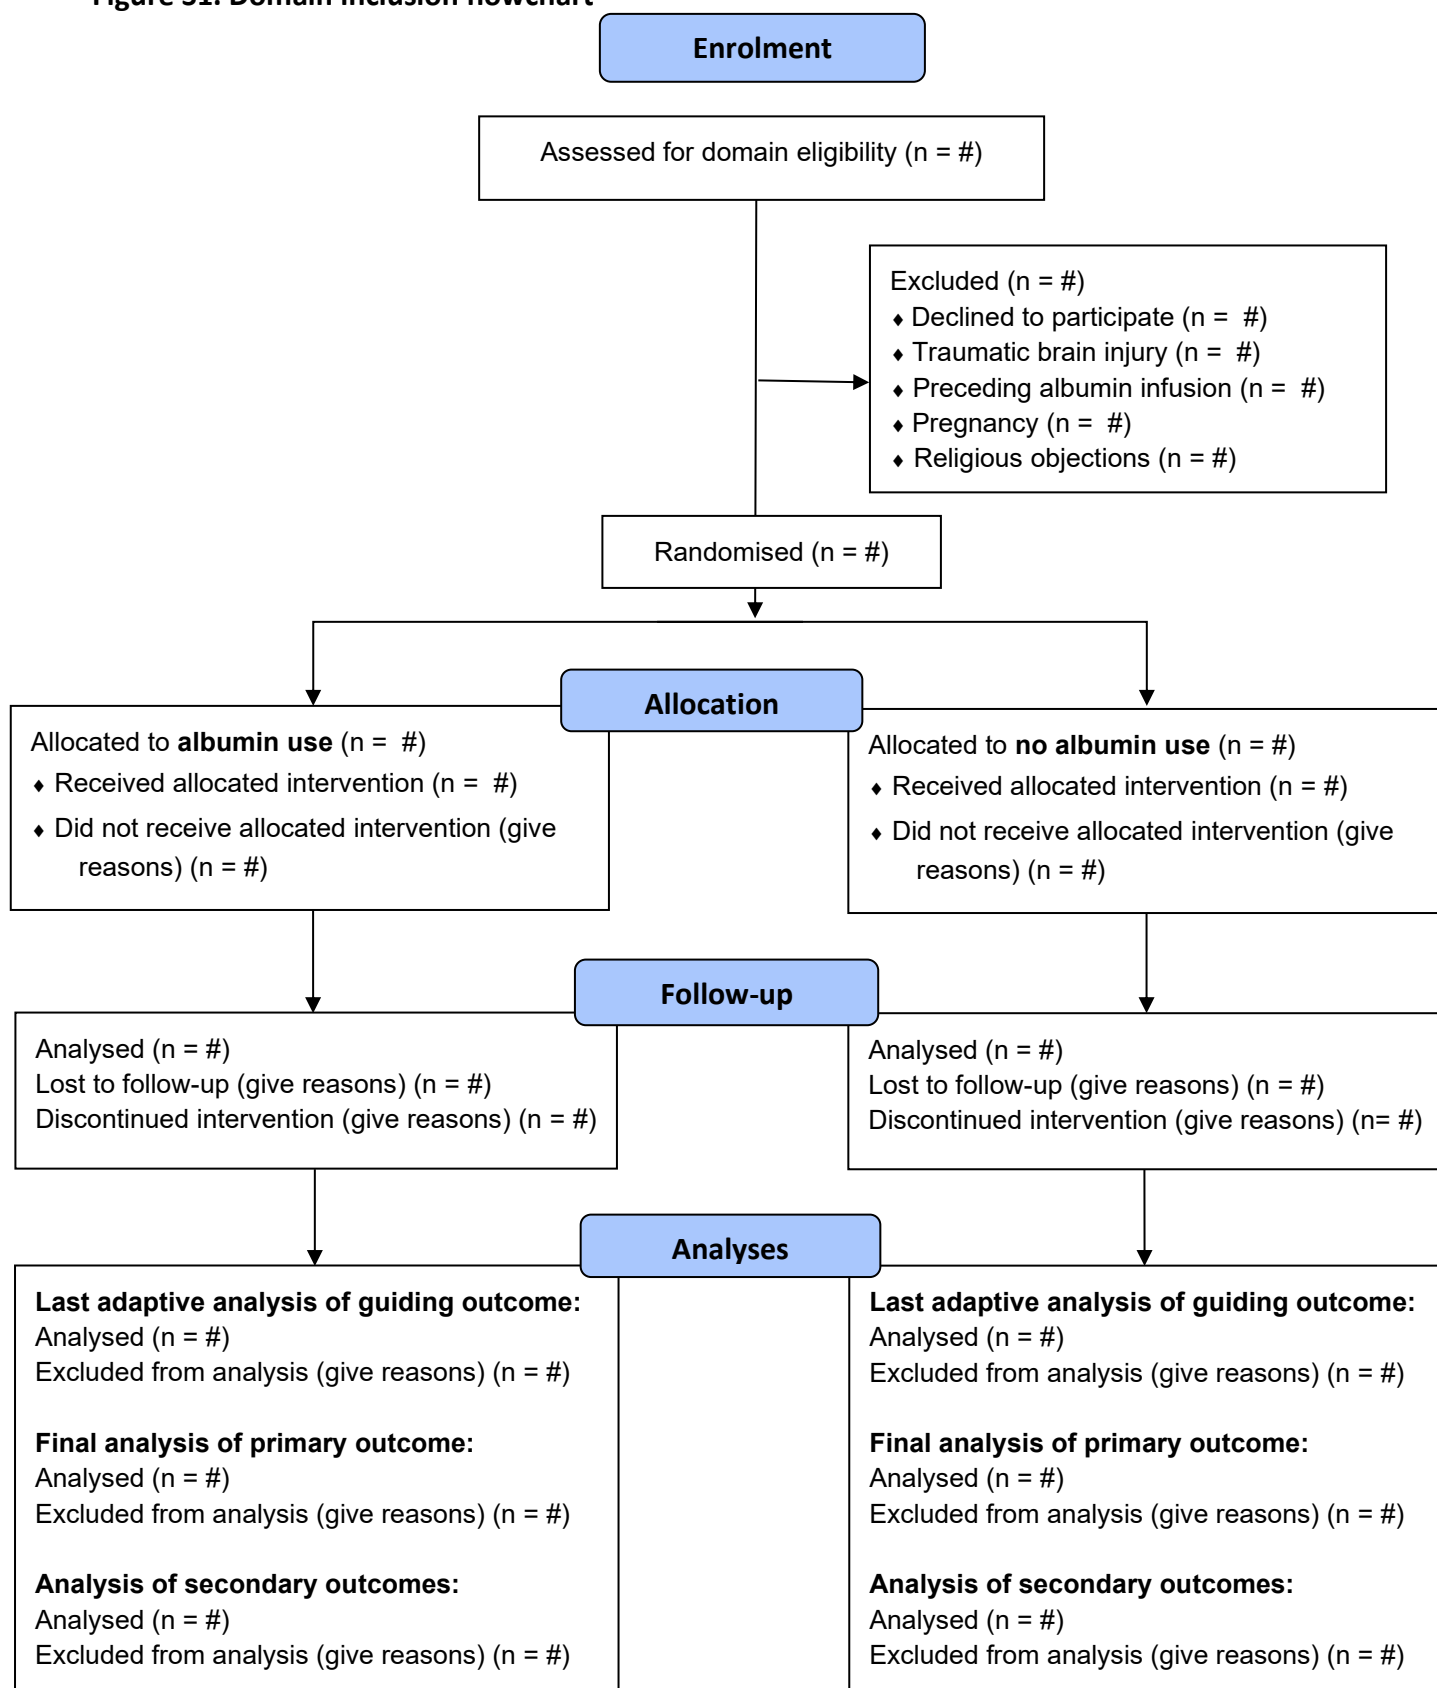 Figure S1: Domain inclusion flowchart
Enrolment
Assessed for domain eligibility (n = #)
Excluded (n = #)
♦ Declined to participate (n =  #)
♦ Traumatic brain injury (n =  #)
♦ Preceding albumin infusion (n =  #)
♦ Pregnancy (n =  #)
♦ Religious objections (n = #)
Randomised (n = #)
Allocation
Allocated to albumin use (n =  #)
♦ Received allocated intervention (n =  #)
♦ Did not receive allocated intervention (give
reasons) (n = #)
Allocated to no albumin use (n = #)
♦ Received allocated intervention (n = #)
♦ Did not receive allocated intervention (give
reasons) (n = #)
Follow-up
Analysed (n = #)
Lost to follow-up (give reasons) (n = #)
Discontinued intervention (give reasons) (n = #)
Analysed (n = #)
Lost to follow-up (give reasons) (n = #)
Discontinued intervention (give reasons) (n= #)
Analyses
Last adaptive analysis of guiding outcome:
Analysed (n = #)
Excluded from analysis (give reasons) (n = #)
Final analysis of primary outcome:
Analysed (n = #)
Excluded from analysis (give reasons) (n = #)
Analysis of secondary outcomes:
Analysed (n = #)
Excluded from analysis (give reasons) (n = #)
Last adaptive analysis of guiding outcome:
Analysed (n = #)
Excluded from analysis (give reasons) (n = #)
Final analysis of primary outcome:
Analysed (n = #)
Excluded from analysis (give reasons) (n = #)
Analysis of secondary outcomes:
Analysed (n = #)
Excluded from analysis (give reasons) (n = #)